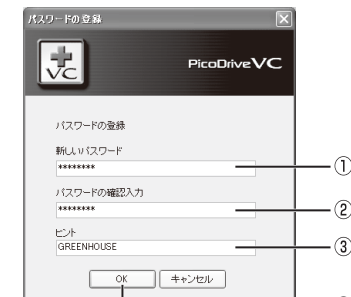 パスワードの登録
VC
PicoDriveVC
パスワードの登録
新しいパスワード
********
①
パスワードの確認入力
********
②
ヒント
GREENHOUSE
③
OK
キャンセル